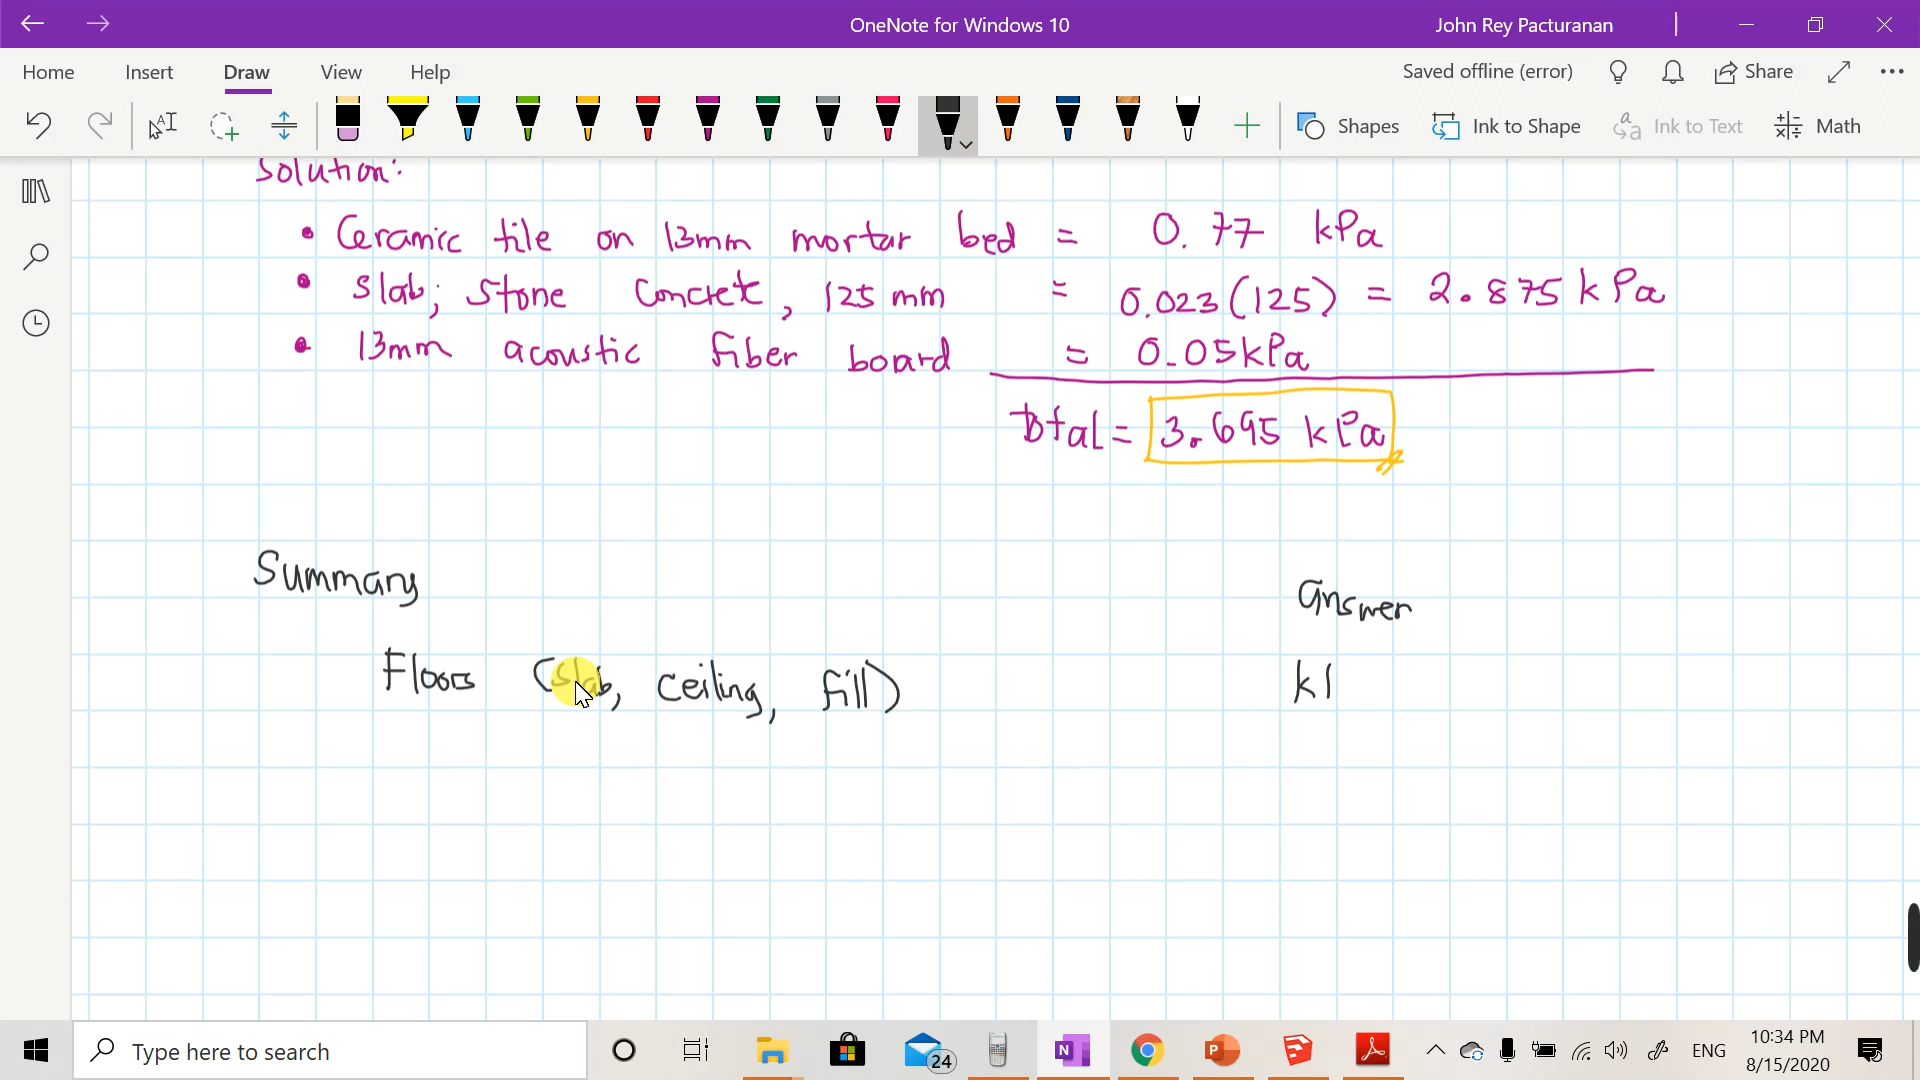 OneNote for Windows 10
John Rey Pacturanan
Home Insert Draw View Help
Saved offline (error) Share
Shapes Ink to Shape Ink to Text Math
Solution:
• Ceramic tile on 13mm mortar bed = 0.77 kPa
• slab; stone concrete, 125 mm = 0.023 (125) = 2.875 kPa
• 13mm acoustic fiber board = 0.05 kPa
total = 3.695 kPa
Summary
answer
Floors (slab, ceiling, fill) kl
Type here to search
24
ENG
10:34 PM
8/15/2020